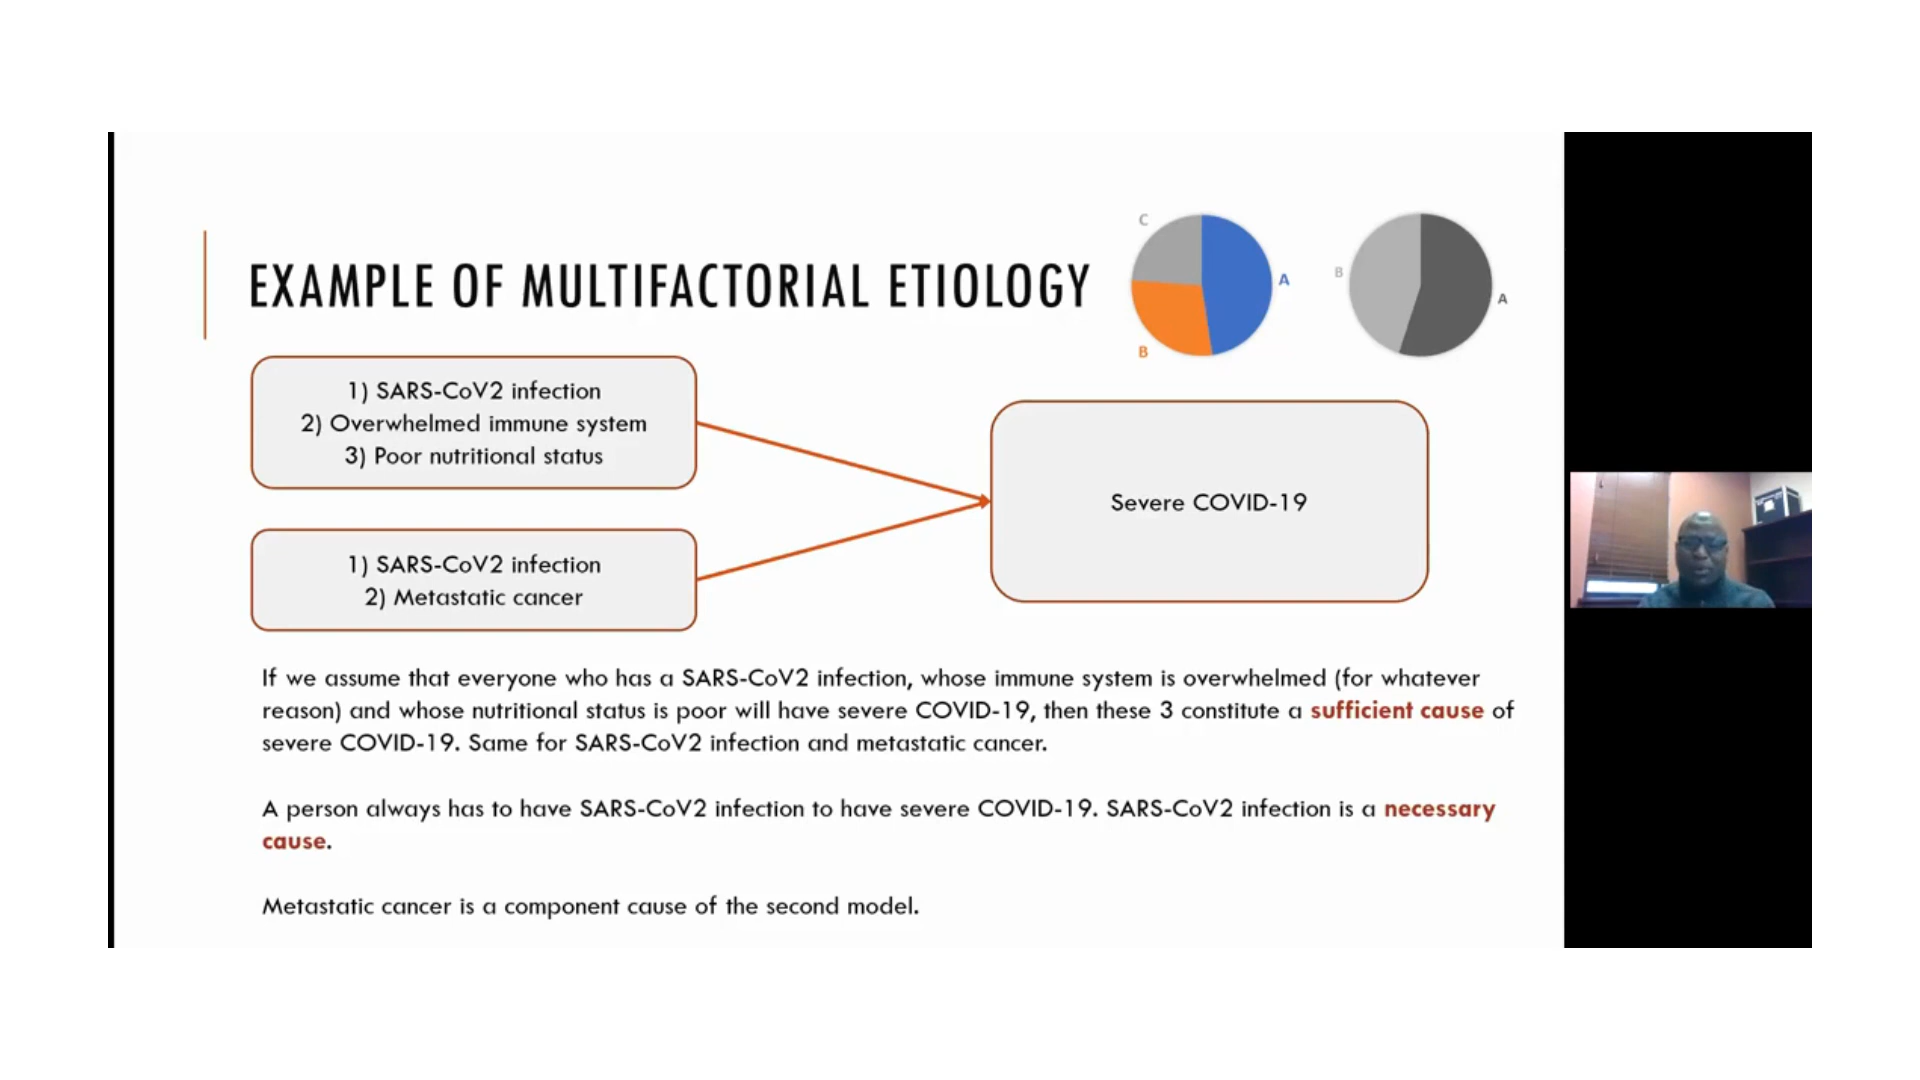 EXAMPLE OF MULTIFACTORIAL ETIOLOGY
C
A
B
B
A
1) SARS-CoV2 infection
2) Overwhelmed immune system
3) Poor nutritional status
Severe COVID-19
1) SARS-CoV2 infection
2) Metastatic cancer
If we assume that everyone who has a SARS-CoV2 infection, whose immune system is overwhelmed (for whatever
reason) and whose nutritional status is poor will have severe COVID-19, then these 3 constitute a sufficient cause of
severe COVID-19. Same for SARS-CoV2 infection and metastatic cancer.
A person always has to have SARS-CoV2 infection to have severe COVID-19. SARS-CoV2 infection is a necessary
cause.
Metastatic cancer is a component cause of the second model.